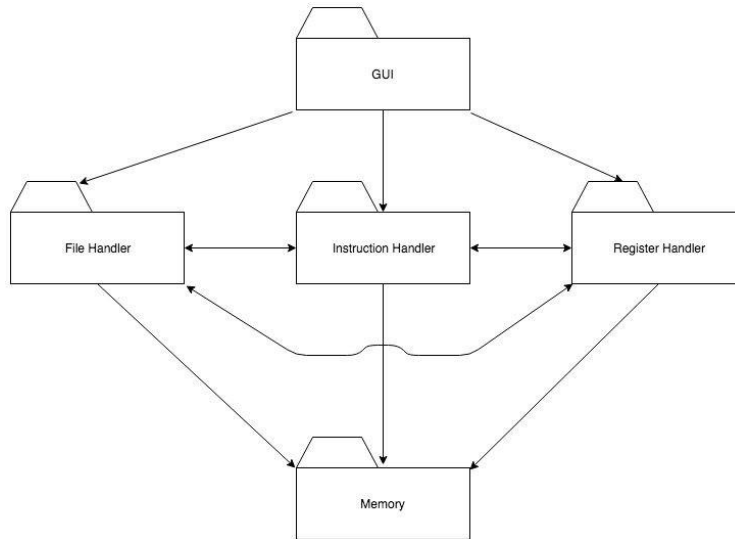 GUI
File Handler
Instruction Handler
Register Handler
Memory